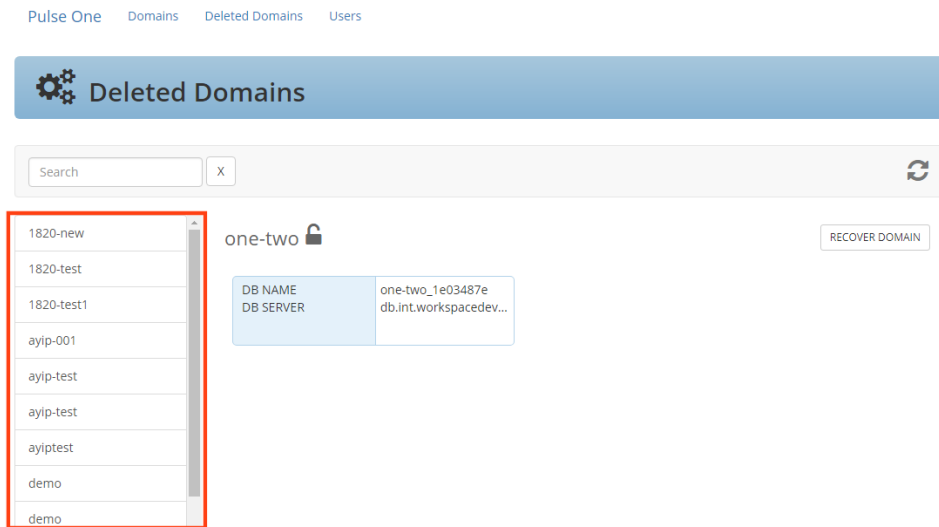 Pulse One Domains Deleted Domains Users
Deleted Domains
Search X
1820-new
1820-test
1820-test1
ayip-001
ayip-test
ayip-test
ayiptest
demo
demo
one-two
RECOVER DOMAIN
DB NAME one-two_1e03487e
DB SERVER db.int.workspacedev...